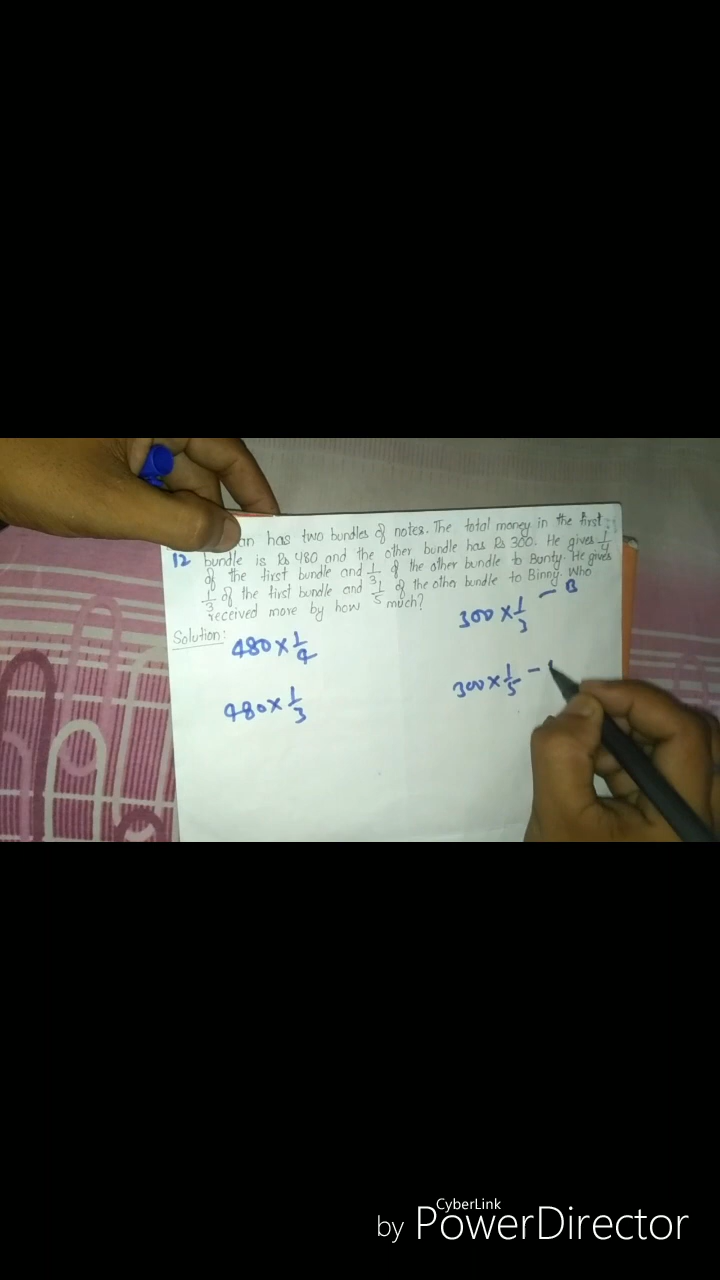 an has two bundles of notes. The total money in the first
12 bundle is Rs 480 and the other bundle has Rs 300. He gives 1/4
of the first bundle and 1/3 of the other bundle to Bunty. He gives
1/3 of the first bundle and 1/5 of the other bundle to Binny. Who
received more by how much?
Solution:
480 × 1/4
300 × 1/3 – B
480 × 1/3
300 × 1/5 –
CyberLink
by PowerDirector